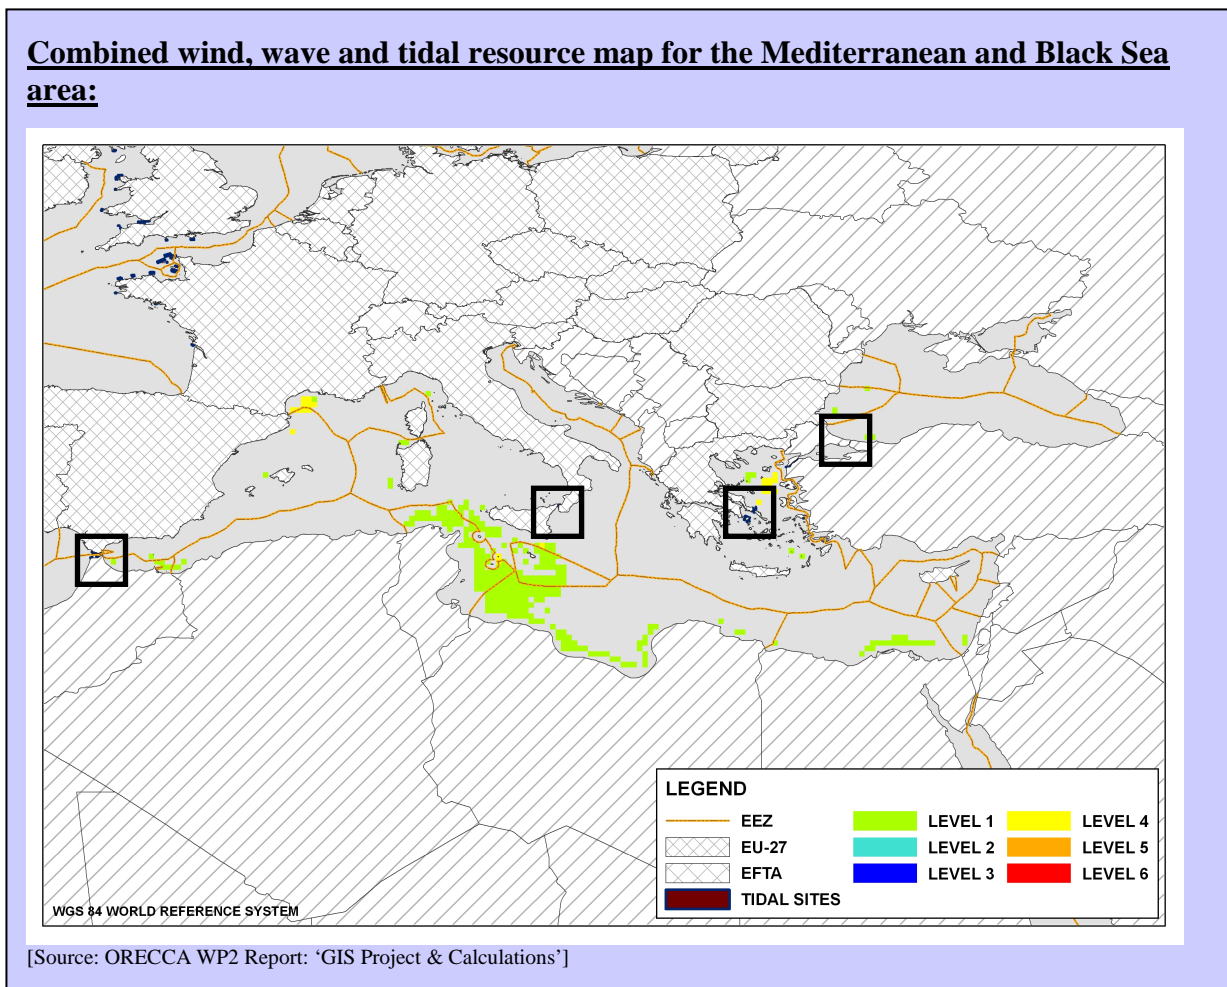 Combined wind, wave and tidal resource map for the Mediterranean and Black Sea
area:
LEGEND
EEZ
EU-27
EFTA
TIDAL SITES
LEVEL 1
LEVEL 2
LEVEL 3
LEVEL 4
LEVEL 5
LEVEL 6
WGS 84 WORLD REFERENCE SYSTEM
[Source: ORECCA WP2 Report: ‘GIS Project & Calculations’]